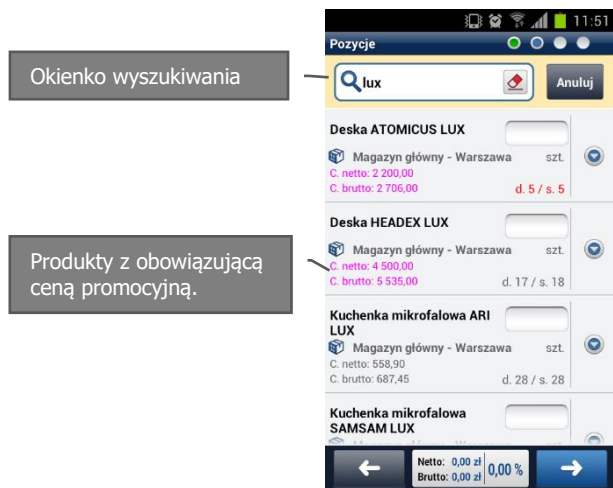 11:51
Pozycje
Okienko wyszukiwania
lux
Anuluj
Deska ATOMICUS LUX
Magazyn główny - Warszawa szt.
C. netto: 2 200,00
C. brutto: 2 706,00 d. 5 / s. 5
Deska HEADEX LUX
Magazyn główny - Warszawa szt.
Produkty z obowiązującą
ceną promocyjną.
C. netto: 4 500,00
C. brutto: 5 535,00 d. 17 / s. 18
Kuchenka mikrofalowa ARI
LUX
Magazyn główny - Warszawa szt.
C. netto: 558,90
C. brutto: 687,45 d. 28 / s. 28
Kuchenka mikrofalowa
SAMSAM LUX
Netto: 0,00 zł
Brutto: 0,00 zł
0,00 %